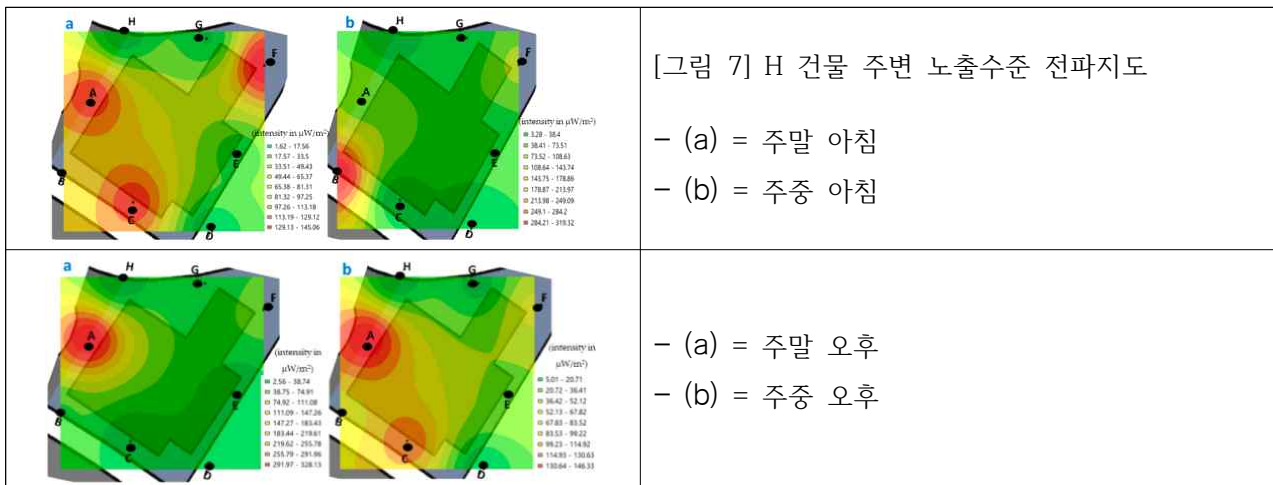 a
b
H
G
F
A
E
B
C
D
(intensity in μW/m²)
1.62 - 17.56
17.57 - 33.5
33.51 - 49.43
49.44 - 65.37
65.38 - 81.31
81.32 - 97.25
97.26 - 113.18
113.19 - 129.12
129.13 - 145.06
H
G
F
A
E
B
C
D
(intensity in μW/m²)
3.28 - 38.4
38.41 - 73.51
73.52 - 108.63
108.64 - 143.74
143.75 - 178.86
178.87 - 213.97
213.98 - 249.09
249.1 - 284.2
284.21 - 319.32
[그림 7] H 건물 주변 노출수준 전파지도
- (a) = 주말 아침
- (b) = 주중 아침
a
b
H
G
F
A
E
B
C
D
(intensity in
μW/m²)
2.56 - 38.74
38.75 - 74.91
74.92 - 111.08
111.09 - 147.26
147.27 - 183.43
183.44 - 219.61
219.62 - 255.78
255.79 - 291.96
291.97 - 328.13
H
G
F
A
E
B
C
D
(intensity in
μW/m²)
5.01 - 20.71
20.72 - 36.41
36.42 - 52.12
52.13 - 67.82
67.83 - 83.52
83.53 - 99.22
99.23 - 114.92
114.93 - 130.63
130.64 - 146.33
- (a) = 주말 오후
- (b) = 주중 오후